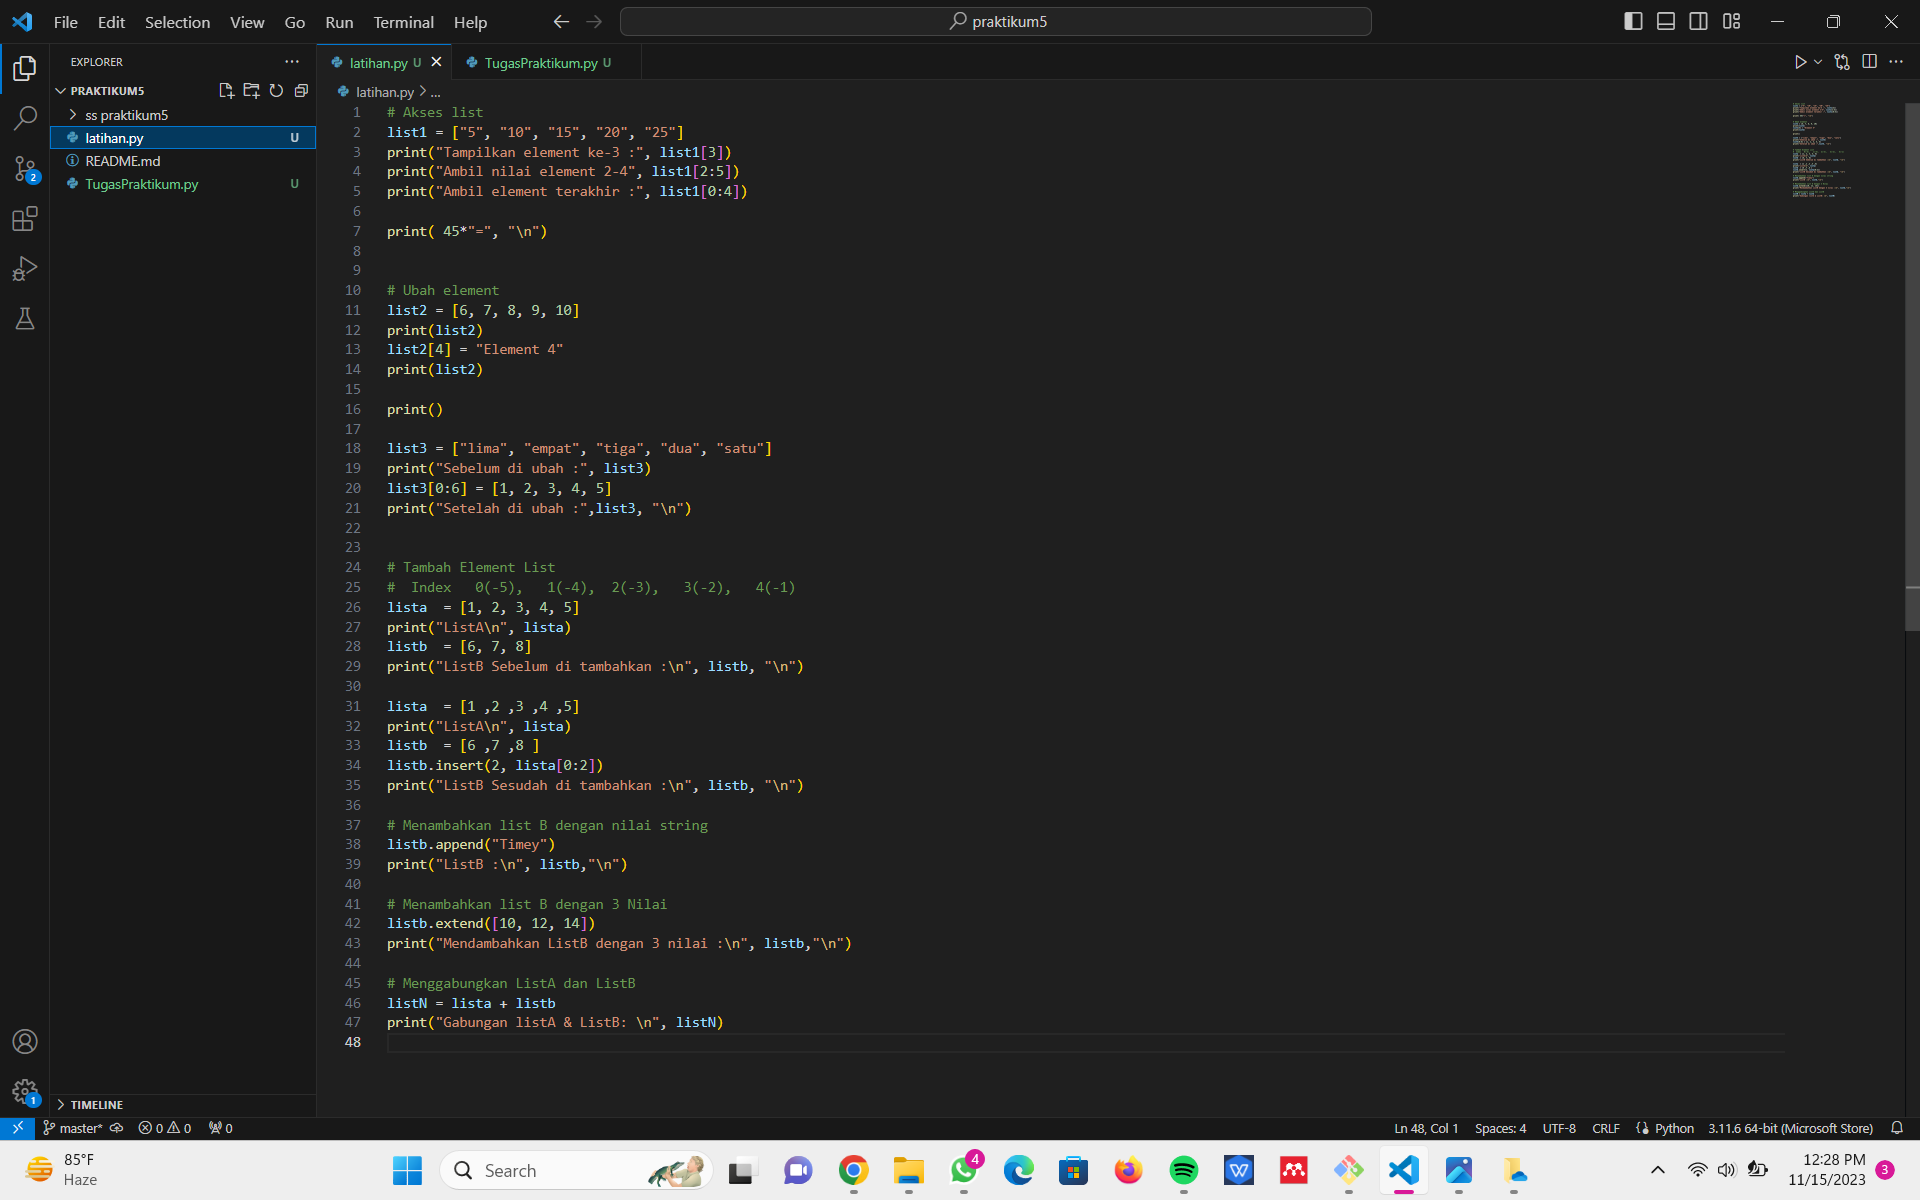 File Edit Selection View Go Run Terminal Help
praktikum5
EXPLORER
PRAKTIKUM5
ss praktikum5
latihan.py U
README.md
TugasPraktikum.py U
TIMELINE
latihan.py U
TugasPraktikum.py U
latihan.py > ...
1 # Akses list
2 list1 = ["5", "10", "15", "20", "25"]
3 print("Tampilkan element ke-3 :", list1[3])
4 print("Ambil nilai element 2-4", list1[2:5])
5 print("Ambil element terakhir :", list1[0:4])
6
7 print( 45*"=", "\n")
8
9
10 # Ubah element
11 list2 = [6, 7, 8, 9, 10]
12 print(list2)
13 list2[4] = "Element 4"
14 print(list2)
15
16 print()
17
18 list3 = ["lima", "empat", "tiga", "dua", "satu"]
19 print("Sebelum di ubah :", list3)
20 list3[0:6] = [1, 2, 3, 4, 5]
21 print("Setelah di ubah :",list3, "\n")
22
23
24 # Tambah Element List
25 #  Index   0(-5),   1(-4),  2(-3),   3(-2),   4(-1)
26 lista  = [1, 2, 3, 4, 5]
27 print("ListA\n", lista)
28 listb  = [6, 7, 8]
29 print("ListB Sebelum di tambahkan :\n", listb, "\n")
30
31 lista  = [1 ,2 ,3 ,4 ,5]
32 print("ListA\n", lista)
33 listb  = [6 ,7 ,8 ]
34 listb.insert(2, lista[0:2])
35 print("ListB Sesudah di tambahkan :\n", listb, "\n")
36
37 # Menambahkan list B dengan nilai string
38 listb.append("Timey")
39 print("ListB :\n", listb,"\n")
40
41 # Menambahkan list B dengan 3 Nilai
42 listb.extend([10, 12, 14])
43 print("Mendambahkan ListB dengan 3 nilai :\n", listb,"\n")
44
45 # Menggabungkan ListA dan ListB
46 listN = lista + listb
47 print("Gabungan listA & ListB: \n", listN)
48
2
1
master* 0 0 0
Ln 48, Col 1 Spaces: 4 UTF-8 CRLF Python 3.11.6 64-bit (Microsoft Store)
85°F
Haze
Search
4
W
12:28 PM
11/15/2023
3